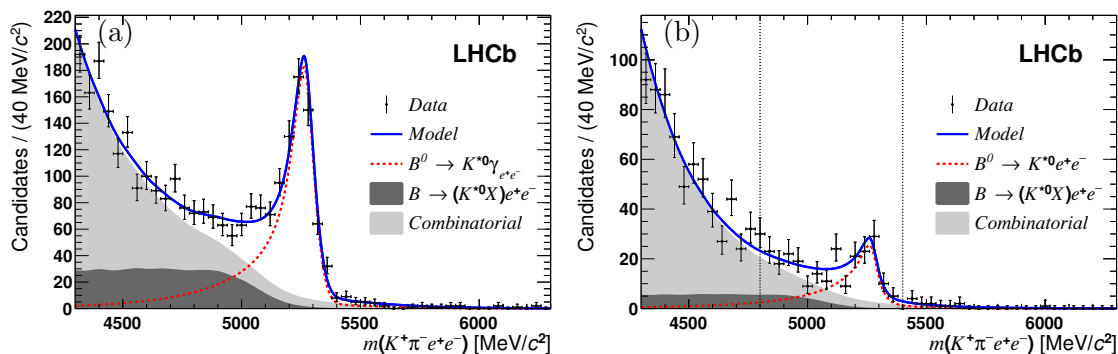 (a)
LHCb
Candidates / (40 MeV/c²)
220
200
180
160
140
120
100
80
60
40
20
0
Data
Model
B⁰ → K*⁰γₑ₊ₑ₋
B → (K*⁰X)e⁺e⁻
Combinatorial
4500 5000 5500 6000
m(K⁺π⁻e⁺e⁻) [MeV/c²]
(b)
LHCb
Candidates / (40 MeV/c²)
100
80
60
40
20
0
Data
Model
B⁰ → K*⁰e⁺e⁻
B → (K*⁰X)e⁺e⁻
Combinatorial
4500 5000 5500 6000
m(K⁺π⁻e⁺e⁻) [MeV/c²]